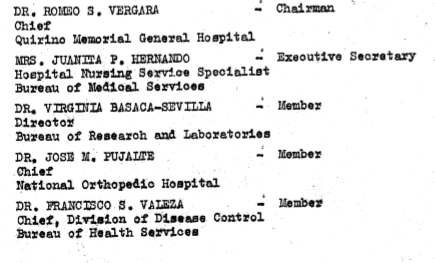 DR. ROMEO S. VERGARA - Chairman
Chief
Quirino Memorial General Hospital
MRS. JUANITA P. HERNANDO - Executive Secretary
Hospital Nursing Service Specialist
Bureau of Medical Services
DR. VIRGINIA BASACA-SEVILLA - Member
Director
Bureau of Research and Laboratories
DR. JOSE M. PUJALTE - Member
Chief
National Orthopedic Hospital
DR. FRANCISCO S. VALEZA - Member
Chief, Division of Disease Control
Bureau of Health Services